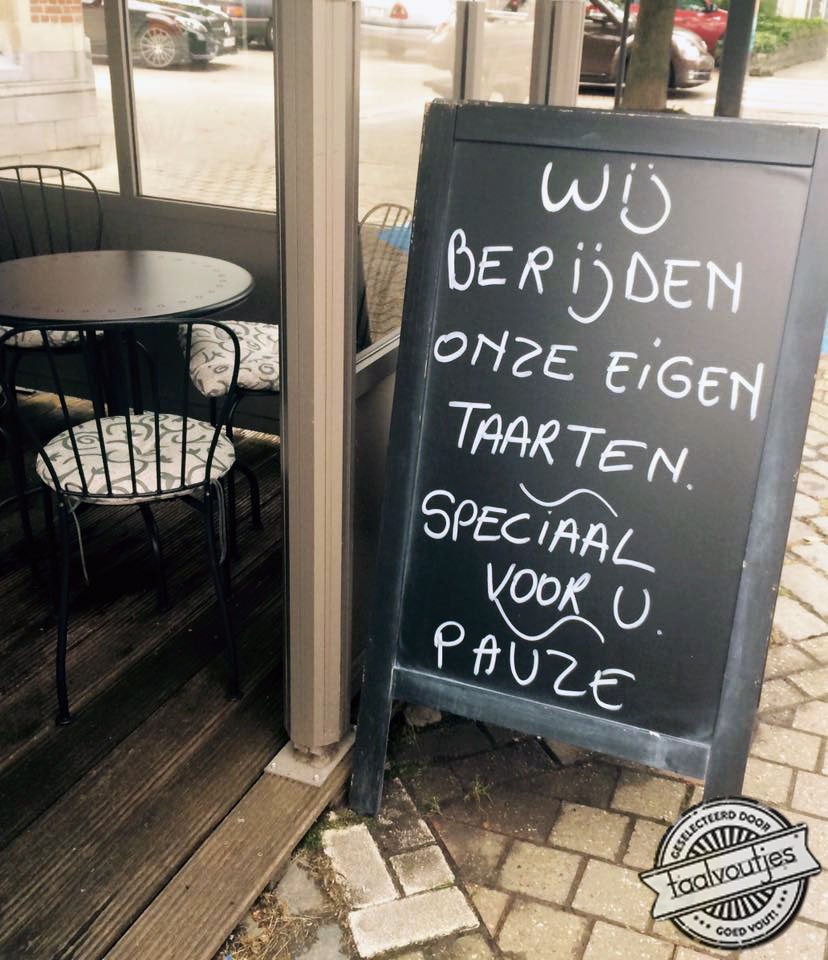 Wij
BERijDEN
ONZE EiGEN
TAARTEN.
SPECiAAL
VOOR U.
PAUZE
GESELECTEERD DOOR
taalvoutjes
GOED VOUT!